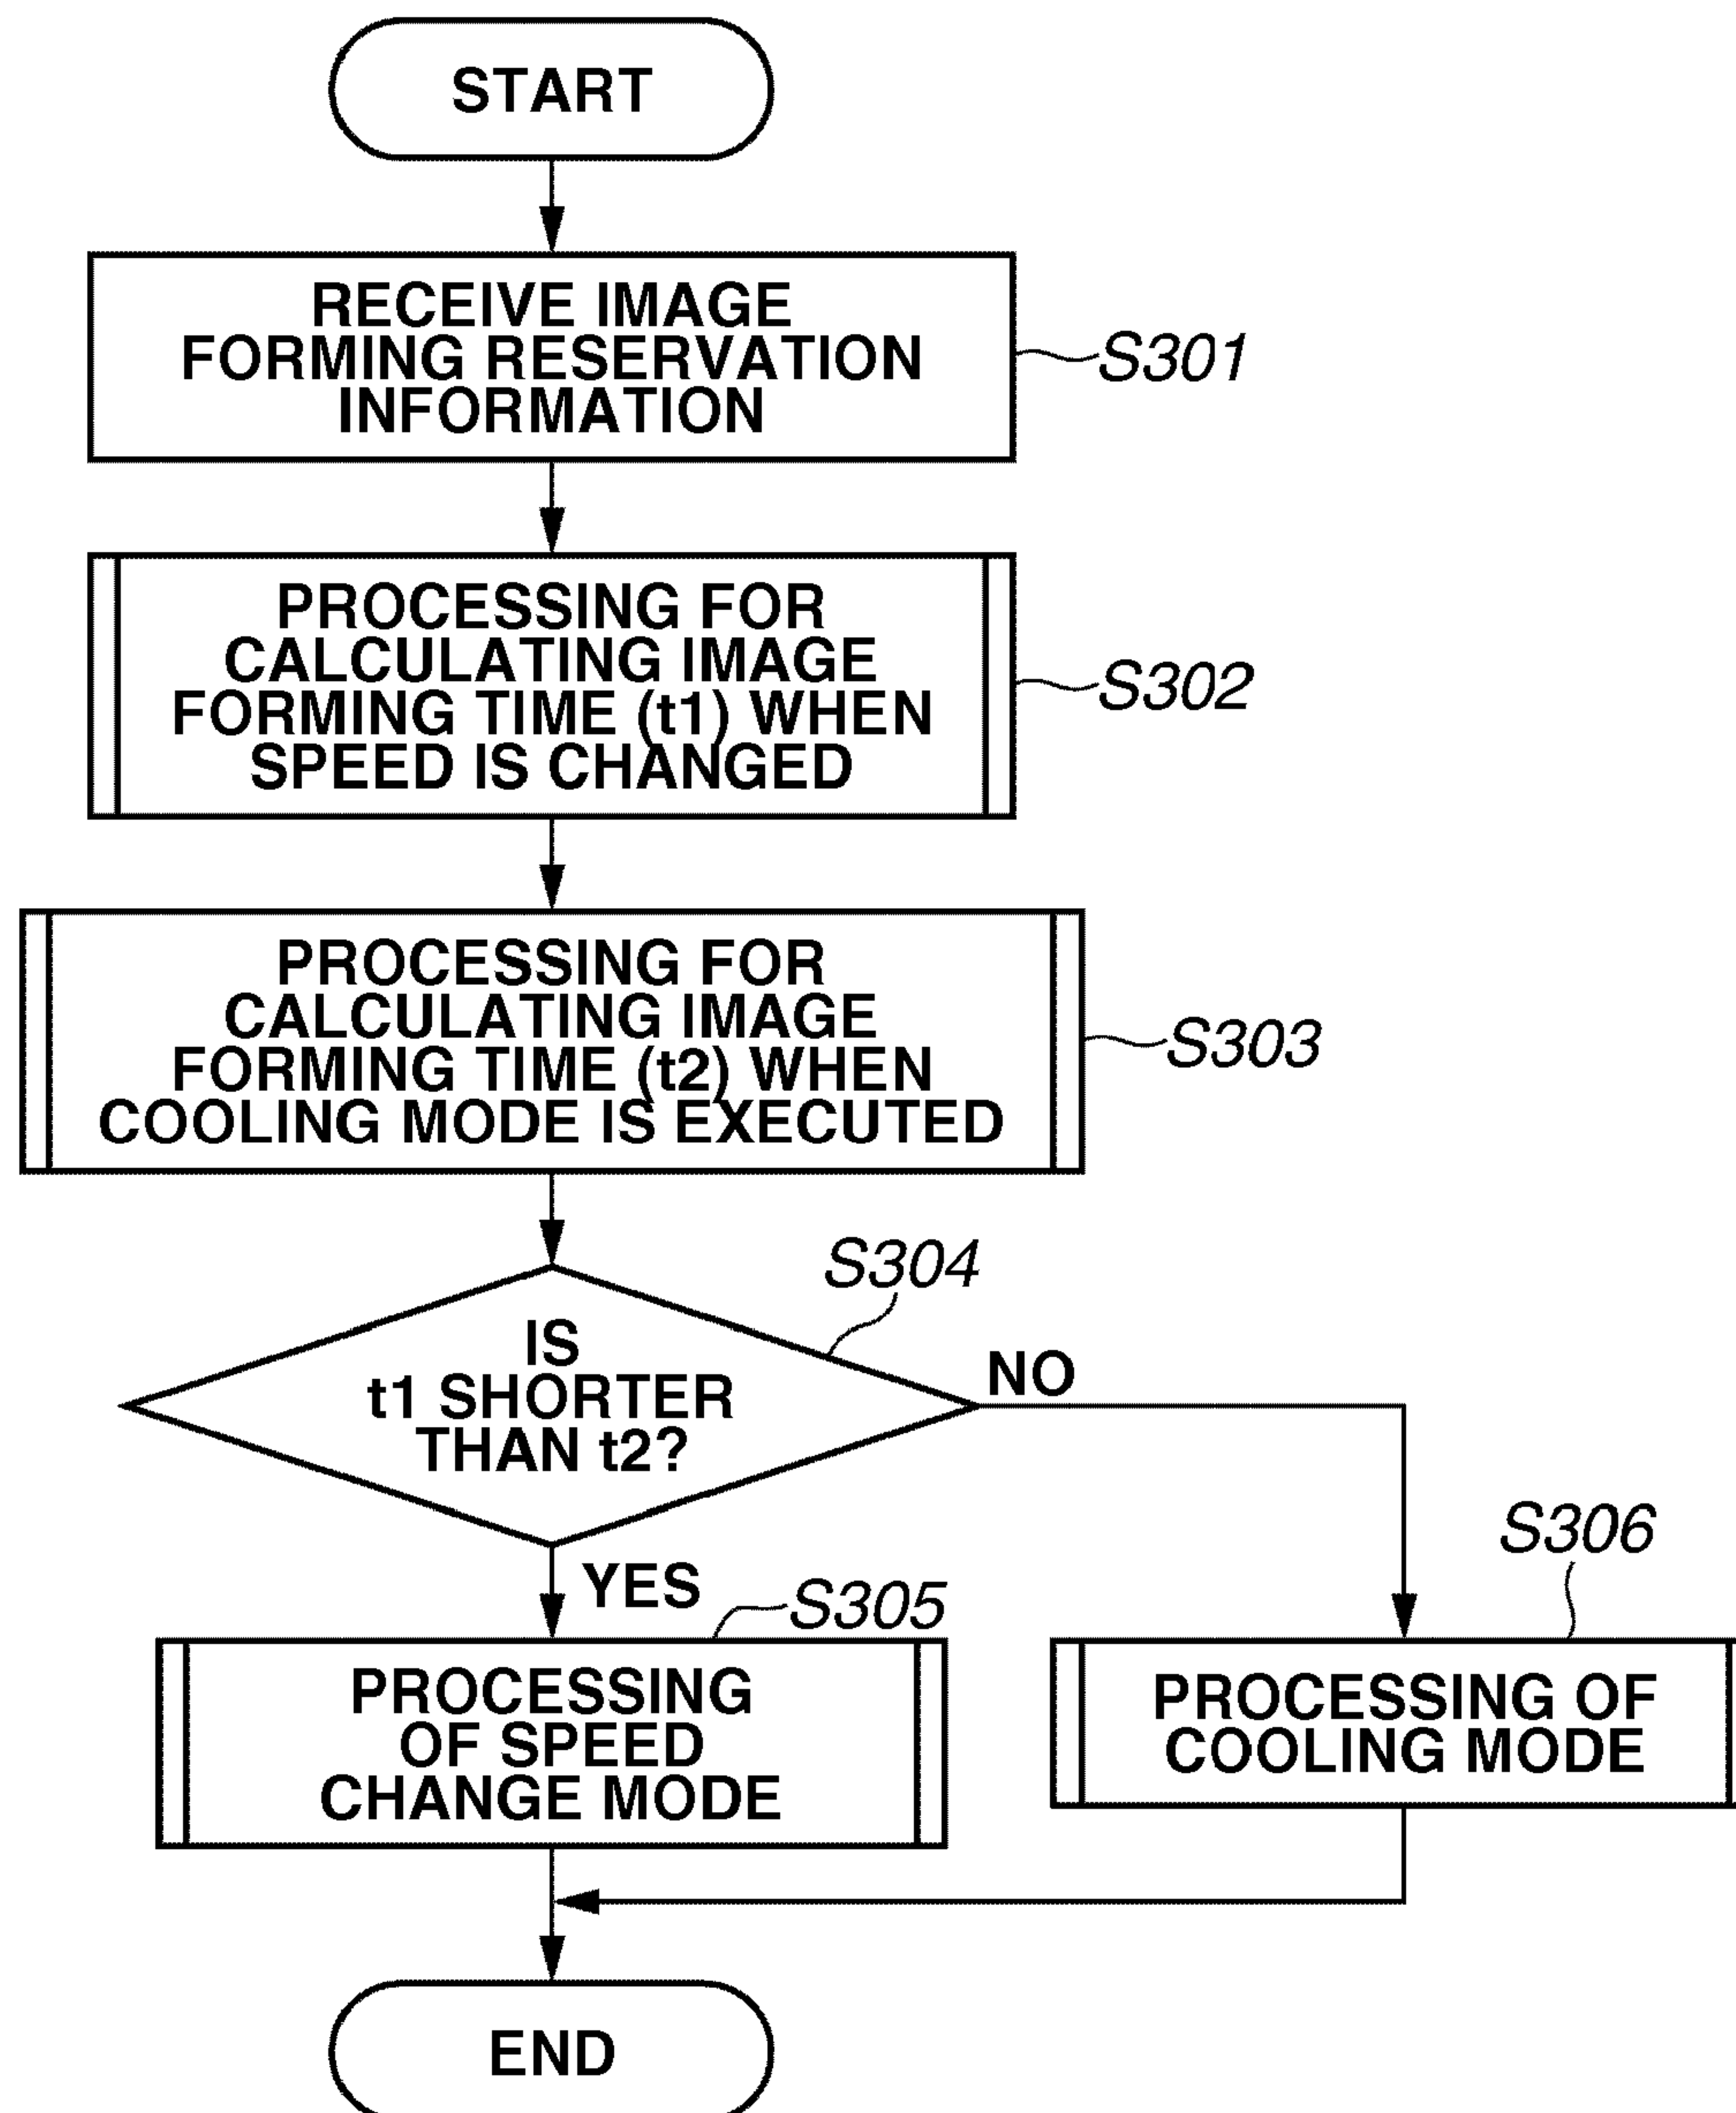 START
RECEIVE IMAGE
FORMING RESERVATION
INFORMATION
S301
PROCESSING FOR
CALCULATING IMAGE
FORMING TIME (t1) WHEN
SPEED IS CHANGED
S302
PROCESSING FOR
CALCULATING IMAGE
FORMING TIME (t2) WHEN
COOLING MODE IS EXECUTED
S303
S304
IS
t1 SHORTER
THAN t2?
NO
YES
S305
PROCESSING
OF SPEED
CHANGE MODE
S306
PROCESSING OF
COOLING MODE
END